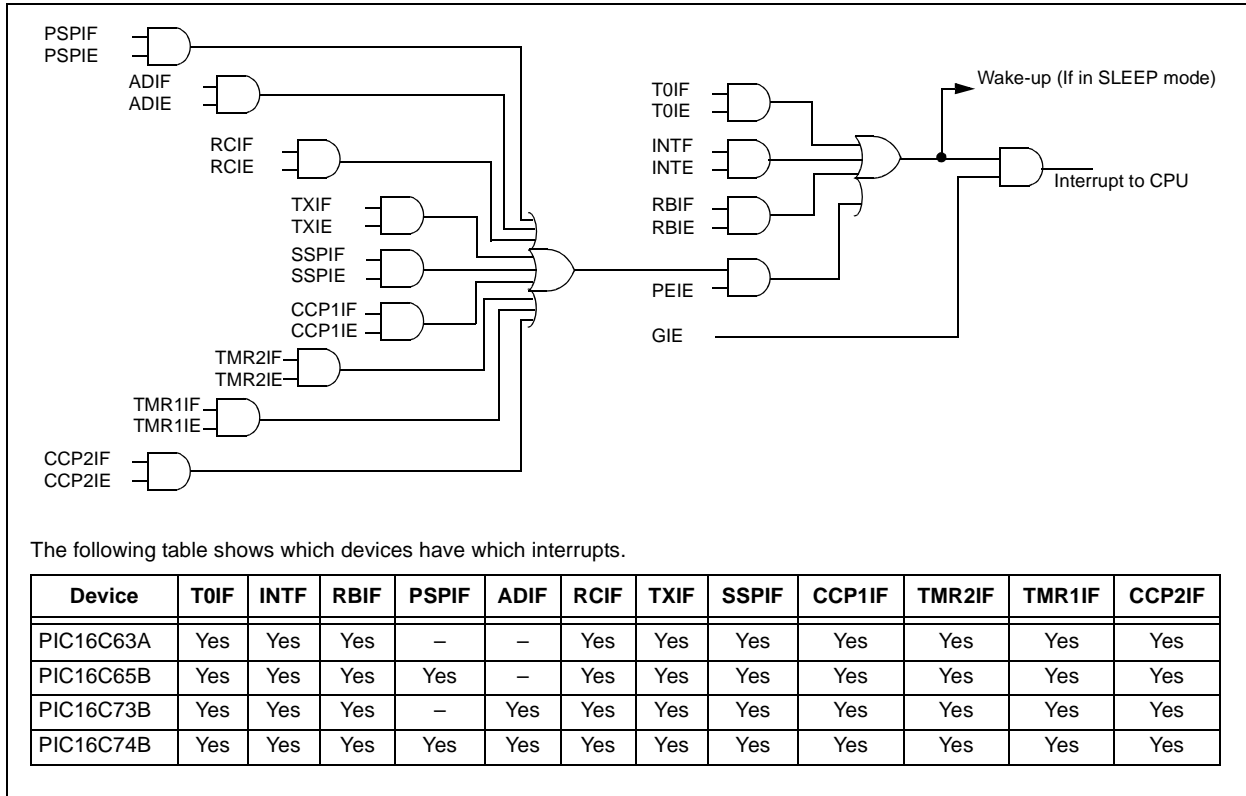 PSPIF
PSPIE
ADIF
ADIE
RCIF
RCIE
TXIF
TXIE
SSPIF
SSPIE
CCP1IF
CCP1IE
TMR2IF
TMR2IE
TMR1IF
TMR1IE
CCP2IF
CCP2IE
T0IF
T0IE
INTF
INTE
RBIF
RBIE
PEIE
GIE
Wake-up (If in SLEEP mode)
Interrupt to CPU
The following table shows which devices have which interrupts.
Device T0IF INTF RBIF PSPIF ADIF RCIF TXIF SSPIF CCP1IF TMR2IF TMR1IF CCP2IF
PIC16C63A Yes Yes Yes – – Yes Yes Yes Yes Yes Yes Yes
PIC16C65B Yes Yes Yes Yes – Yes Yes Yes Yes Yes Yes Yes
PIC16C73B Yes Yes Yes – Yes Yes Yes Yes Yes Yes Yes Yes
PIC16C74B Yes Yes Yes Yes Yes Yes Yes Yes Yes Yes Yes Yes